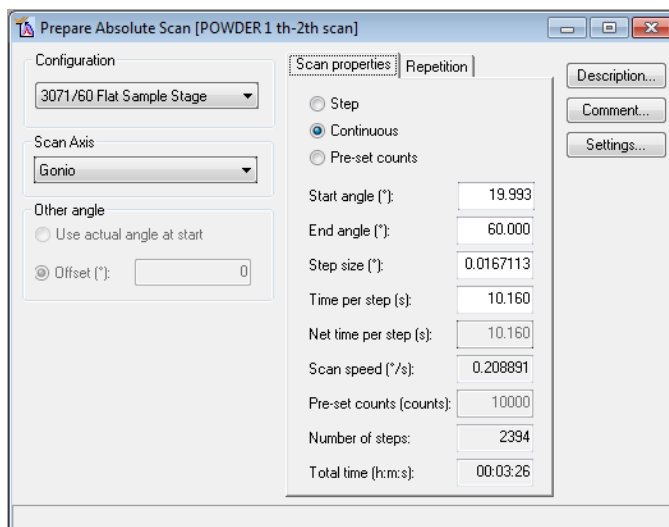 Prepare Absolute Scan [POWDER 1 th-2th scan]
Configuration
3071/60 Flat Sample Stage
Scan Axis
Gonio
Other angle
Use actual angle at start
Offset (°): 0
Scan properties Repetition
Step
Continuous
Pre-set counts
Start angle (°): 19.993
End angle (°): 60.000
Step size (°): 0.0167113
Time per step (s): 10.160
Net time per step (s): 10.160
Scan speed (°/s): 0.208891
Pre-set counts (counts): 10000
Number of steps: 2394
Total time (h:m:s): 00:03:26
Description...
Comment...
Settings...